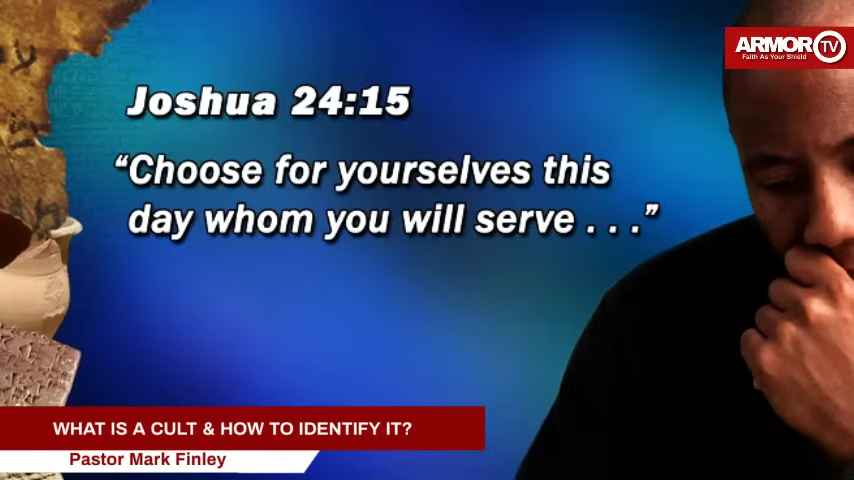 ARMOR TV
Faith As Your Shield
Joshua 24:15
“Choose for yourselves this
day whom you will serve . . .”
WHAT IS A CULT & HOW TO IDENTIFY IT?
Pastor Mark Finley